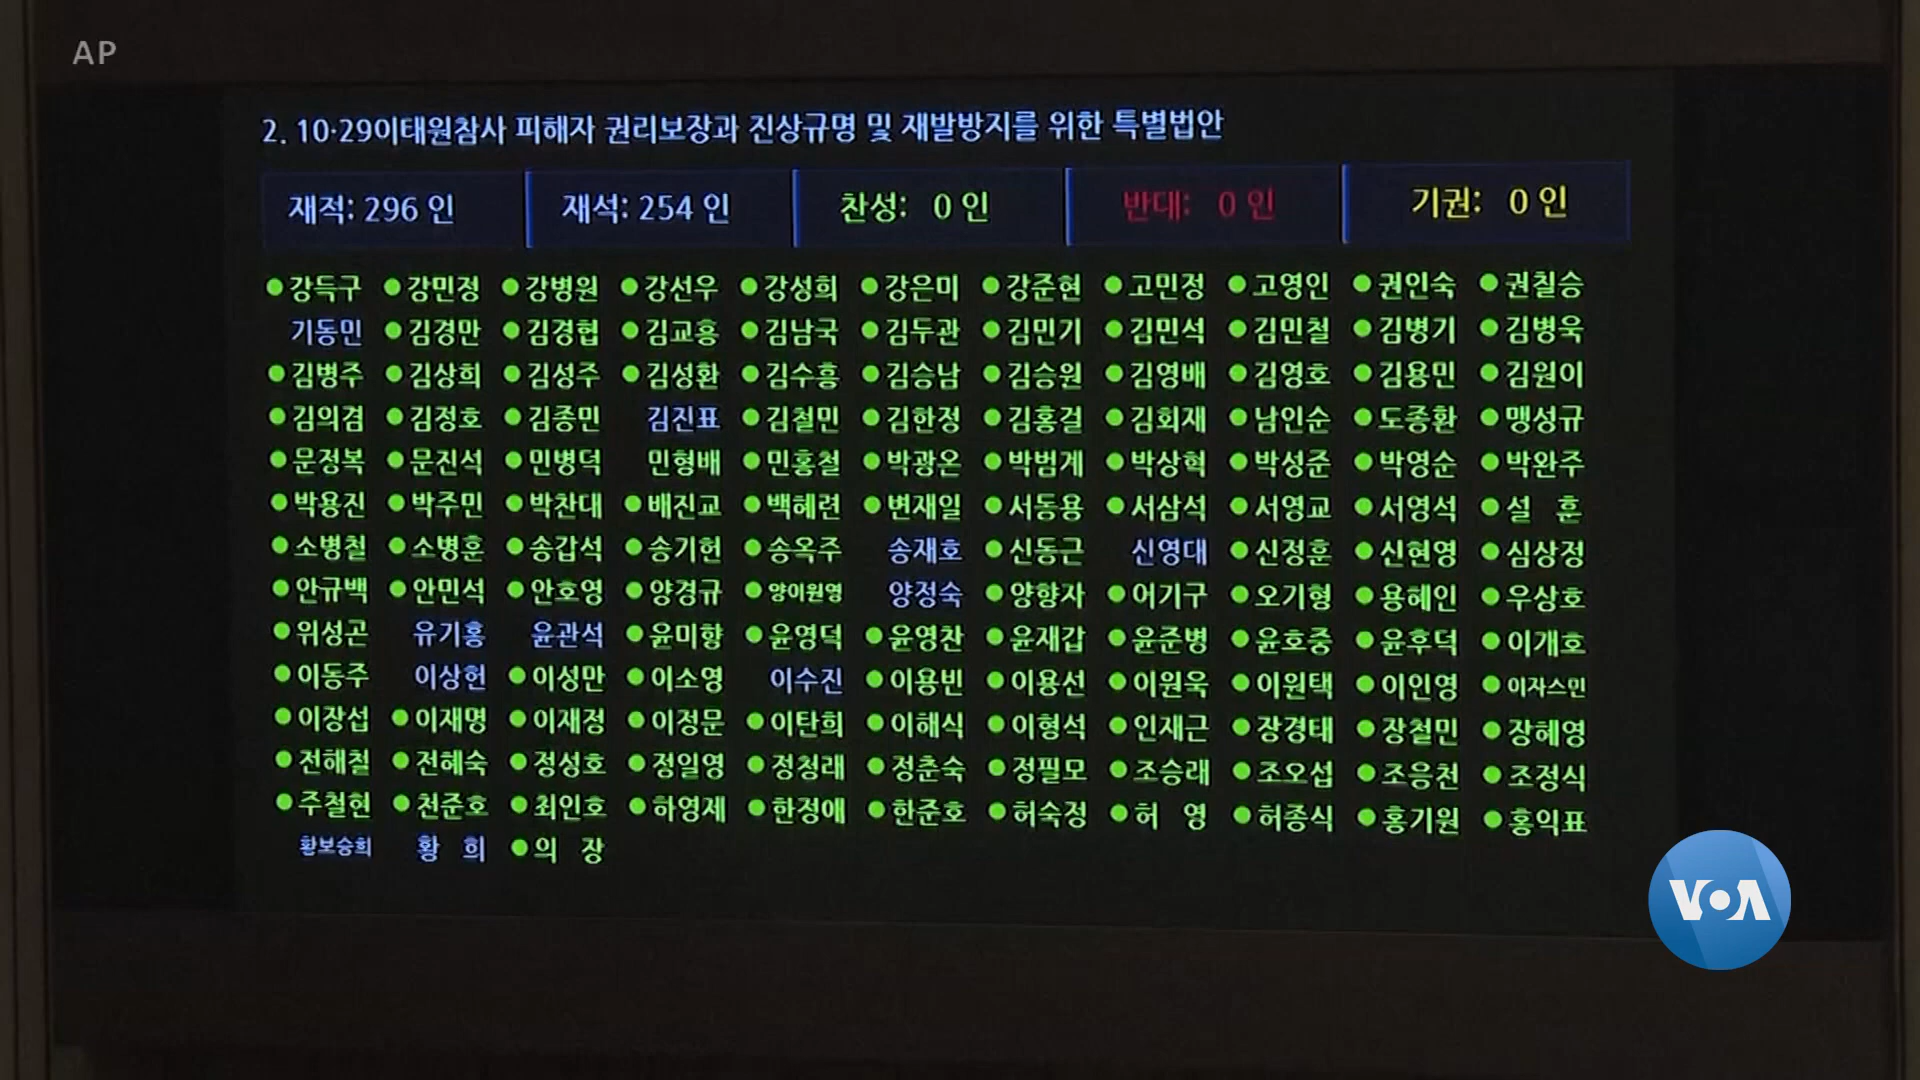 AP
2. 10·29이태원참사 피해자 권리보장과 진상규명 및 재발방지를 위한 특별법안
재적: 296 인 재석: 254 인 찬성: 0 인 반대: 0 인 기권: 0 인
강득구 강민정 강병원 강선우 강성희 강은미 강준현 고민정 고영인 권인숙 권칠승
기동민 김경만 김경협 김교흥 김남국 김두관 김민기 김민석 김민철 김병기 김병욱
김병주 김상희 김성주 김성환 김수흥 김승남 김승원 김영배 김영호 김용민 김원이
김의겸 김정호 김종민 김진표 김철민 김한정 김홍걸 김회재 남인순 도종환 맹성규
문정복 문진석 민병덕 민형배 민홍철 박광온 박범계 박상혁 박성준 박영순 박완주
박용진 박주민 박찬대 배진교 백혜련 변재일 서동용 서삼석 서영교 서영석 설 훈
소병철 소병훈 송갑석 송기헌 송옥주 송재호 신동근 신영대 신정훈 신현영 심상정
안규백 안민석 안호영 양경규 양이원영 양정숙 양향자 어기구 오기형 용혜인 우상호
위성곤 유기홍 윤관석 윤미향 윤영덕 윤영찬 윤재갑 윤준병 윤호중 윤후덕 이개호
이동주 이상헌 이성만 이소영 이수진 이용빈 이용선 이원욱 이원택 이인영 이자스민
이장섭 이재명 이재정 이정문 이탄희 이해식 이형석 인재근 장경태 장철민 장혜영
전해철 전혜숙 정성호 정일영 정청래 정춘숙 정필모 조승래 조오섭 조응천 조정식
주철현 천준호 최인호 하영제 한정애 한준호 허숙정 허 영 허종식 홍기원 홍익표
황보승희 황 희 의 장
VOA